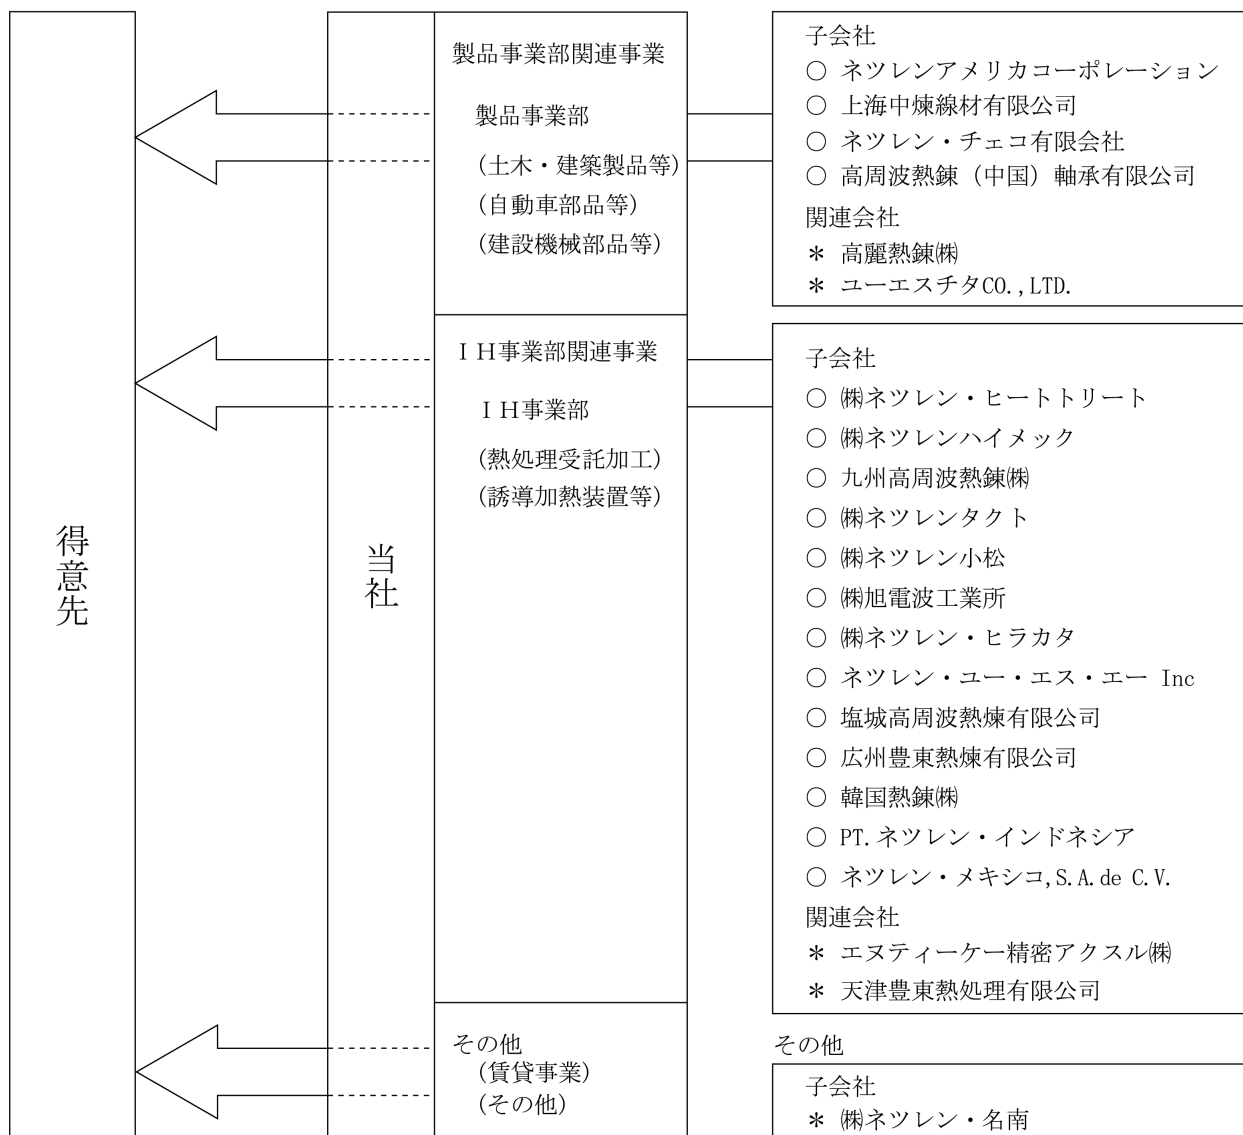 得意先
当社
製品事業部関連事業
製品事業部
(土木・建築製品等)
(自動車部品等)
(建設機械部品等)
ＩＨ事業部関連事業
ＩＨ事業部
(熱処理受託加工)
(誘導加熱装置等)
その他
(賃貸事業)
(その他)
子会社
○ ネツレンアメリカコーポレーション
○ 上海中煉線材有限公司
○ ネツレン・チェコ有限会社
○ 高周波熱錬（中国）軸承有限公司
関連会社
＊ 高麗熱錬㈱
＊ ユーエスチタCO.,LTD.
子会社
○ ㈱ネツレン・ヒートトリート
○ ㈱ネツレンハイメック
○ 九州高周波熱錬㈱
○ ㈱ネツレンタクト
○ ㈱ネツレン小松
○ ㈱旭電波工業所
○ ㈱ネツレン・ヒラカタ
○ ネツレン・ユー・エス・エー Inc
○ 塩城高周波熱煉有限公司
○ 広州豊東熱煉有限公司
○ 韓国熱錬㈱
○ PT.ネツレン・インドネシア
○ ネツレン・メキシコ,S.A.de C.V.
関連会社
＊ エヌティーケー精密アクスル㈱
＊ 天津豊東熱処理有限公司
その他
子会社
＊ ㈱ネツレン・名南